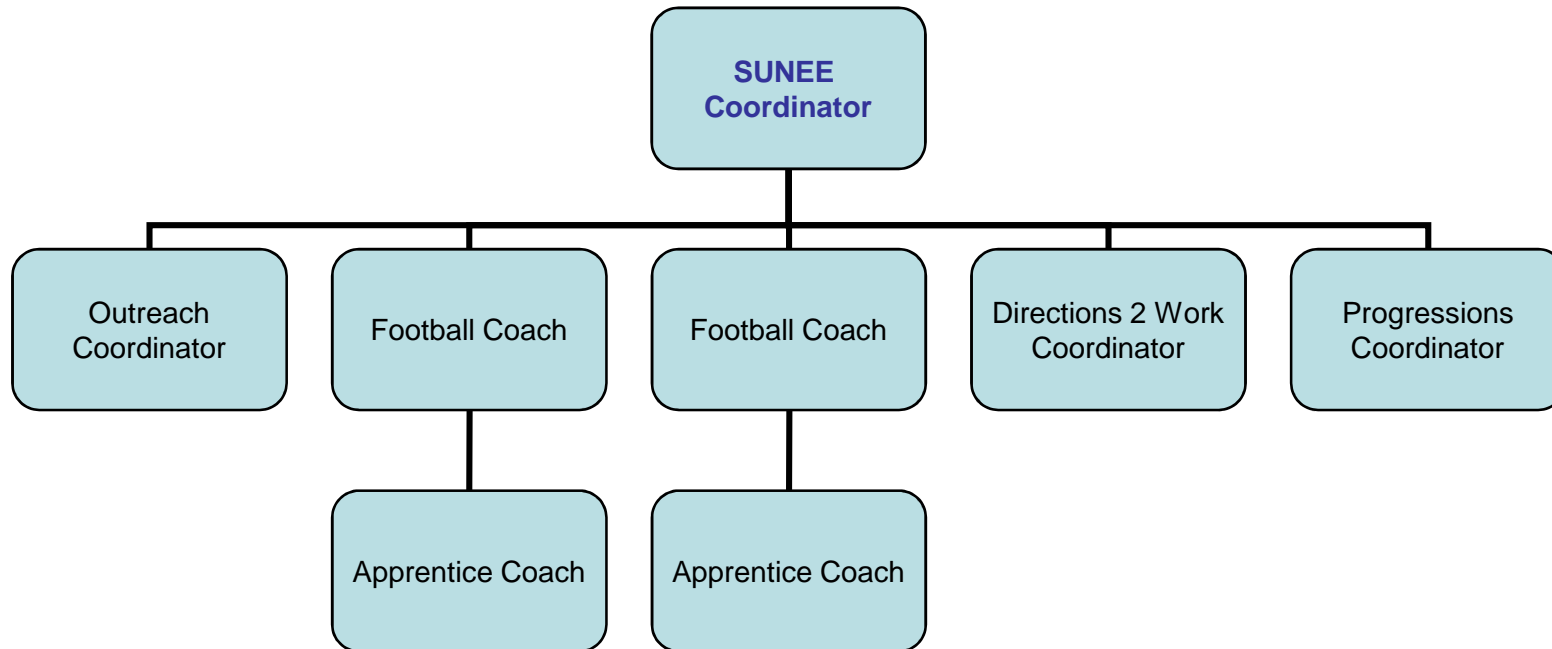 SUNEE
Coordinator
Outreach
Coordinator
Football Coach
Football Coach
Directions 2 Work
Coordinator
Progressions
Coordinator
Apprentice Coach
Apprentice Coach